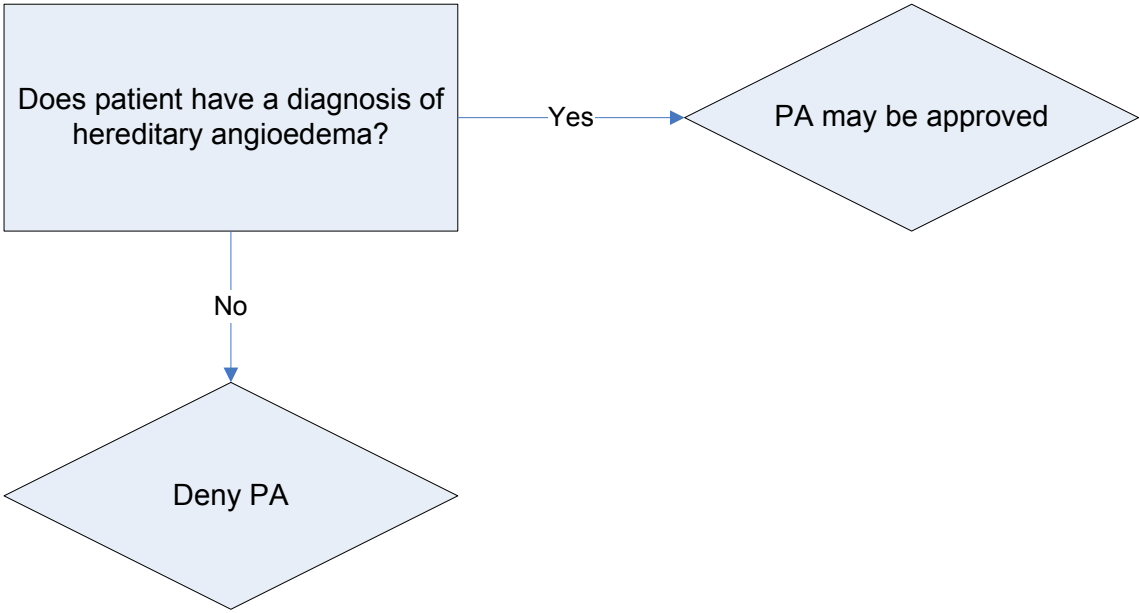 Does patient have a diagnosis of
hereditary angioedema?
Yes
PA may be approved
No
Deny PA